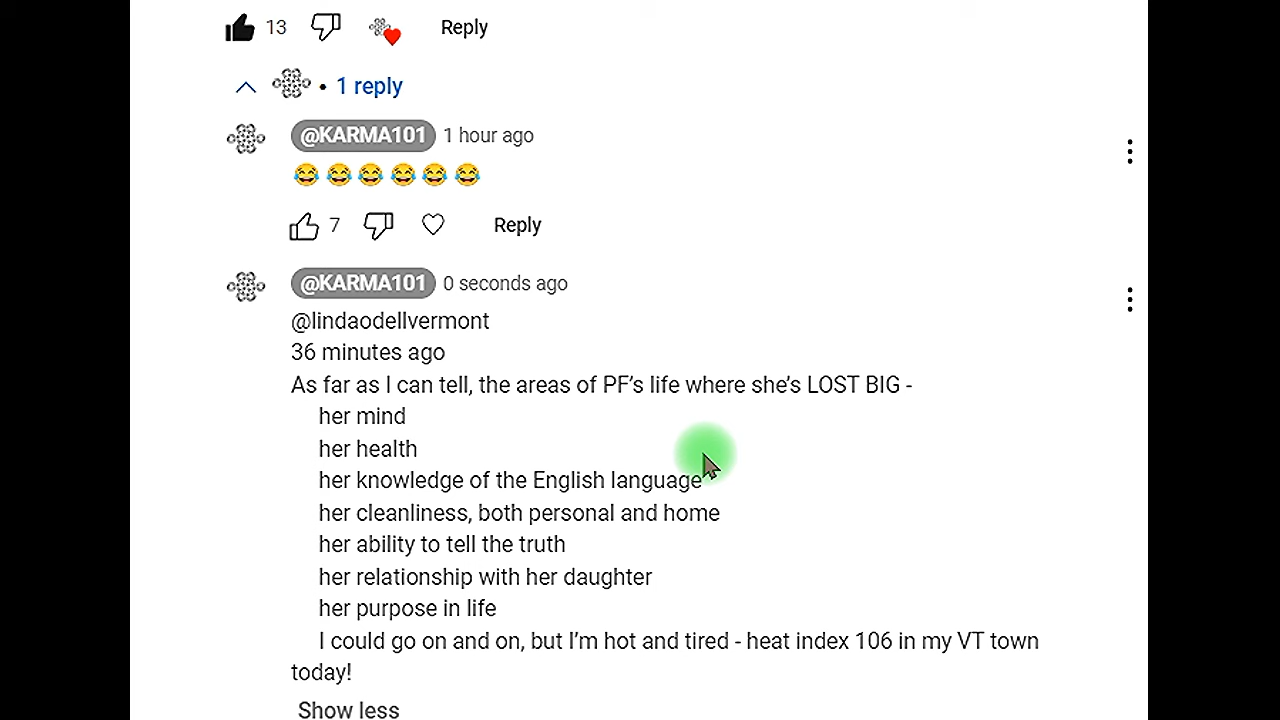 13 Reply
• 1 reply
@KARMA101 1 hour ago
😂😂😂😂😂😂
7 Reply
@KARMA101 0 seconds ago
@lindaodellvermont
36 minutes ago
As far as I can tell, the areas of PF’s life where she’s LOST BIG -
her mind
her health
her knowledge of the English language
her cleanliness, both personal and home
her ability to tell the truth
her relationship with her daughter
her purpose in life
I could go on and on, but I’m hot and tired - heat index 106 in my VT town
today!
Show less